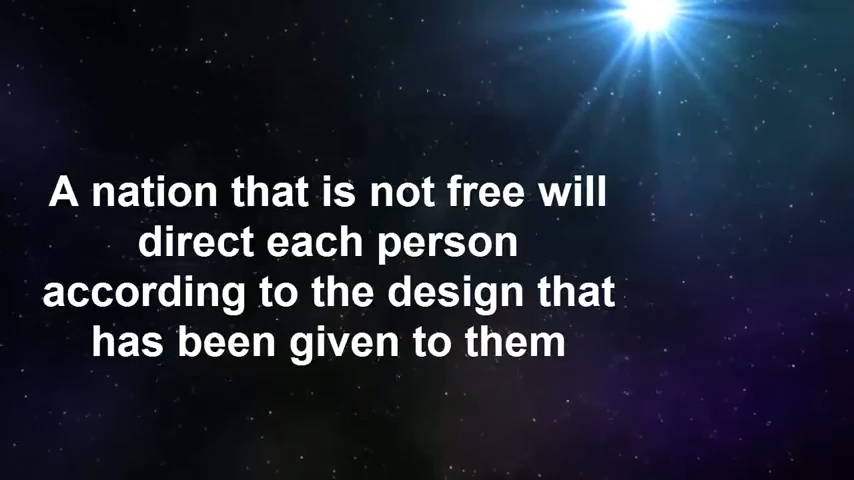 A nation that is not free will
direct each person
according to the design that
has been given to them